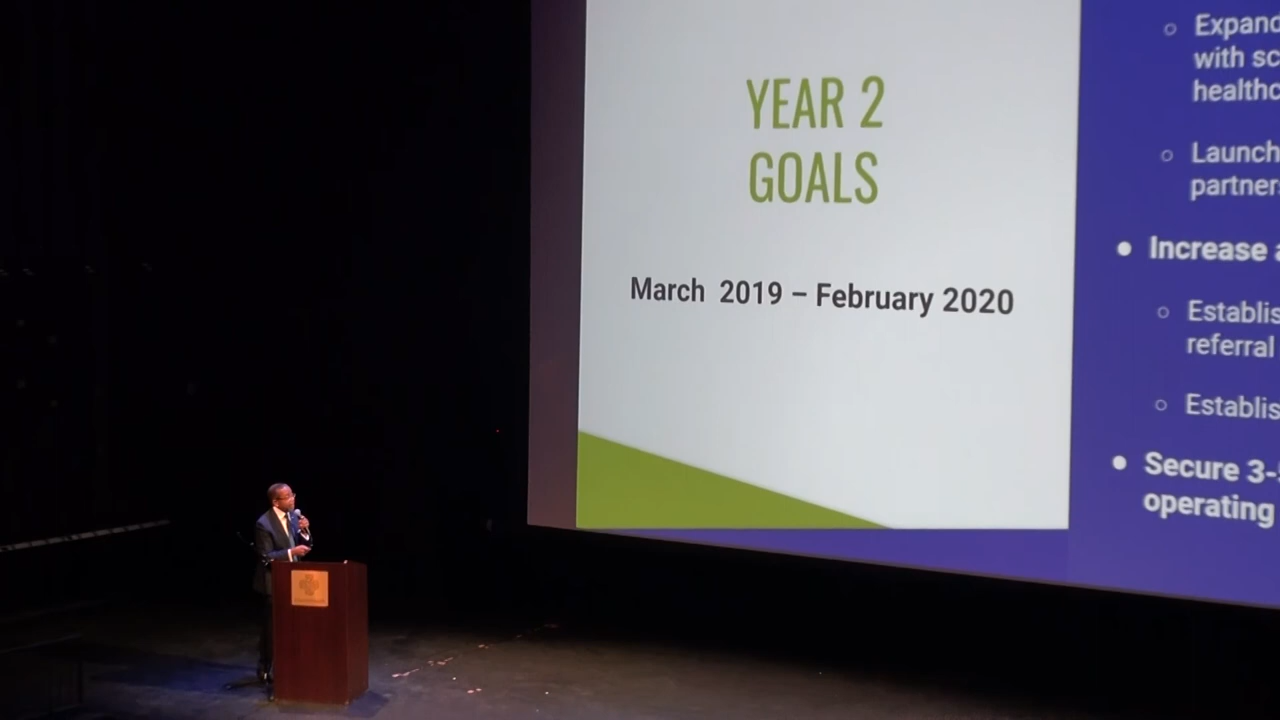 YEAR 2
GOALS
March 2019 – February 2020
Expand
with sc
healthc
Launch
partners
Increase a
Establis
referral
Establis
Secure 3-5
operating